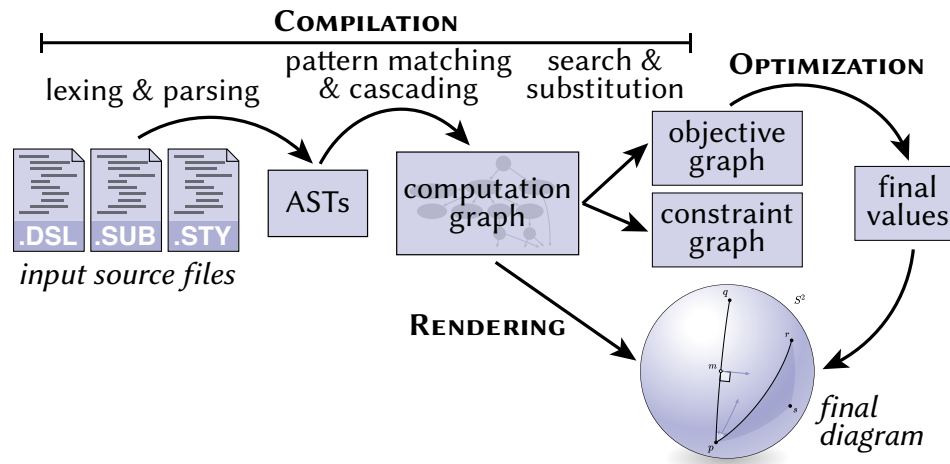 COMPILATION
lexing & parsing
pattern matching
& cascading
search &
substitution
OPTIMIZATION
.DSL
.SUB
.STY
input source files
ASTs
computation
graph
objective
graph
constraint
graph
final
values
RENDERING
q
S²
r
m
s
p
final
diagram